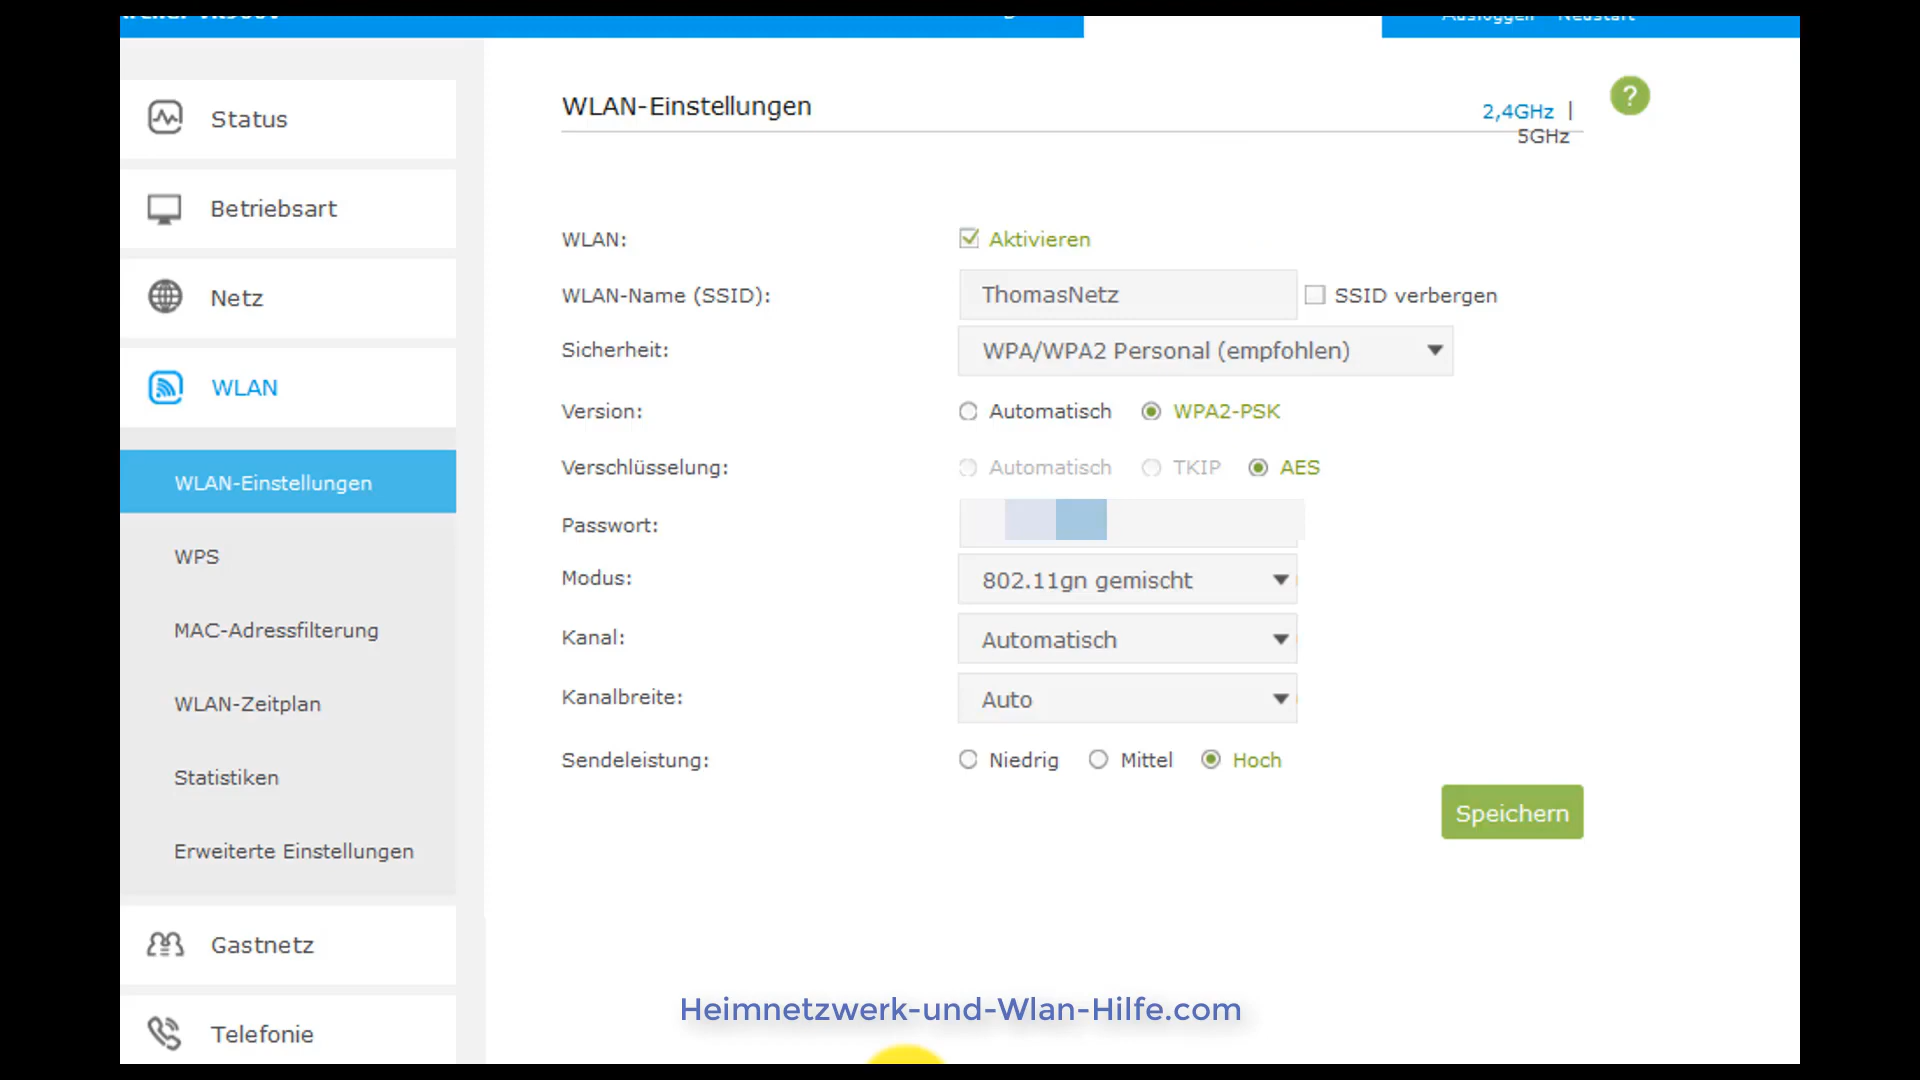 Status
Betriebsart
Netz
WLAN
WLAN-Einstellungen
WPS
MAC-Adressfilterung
WLAN-Zeitplan
Statistiken
Erweiterte Einstellungen
Gastnetz
Telefonie
WLAN-Einstellungen
2,4GHz |
5GHz
?
WLAN: Aktivieren
WLAN-Name (SSID): ThomasNetz SSID verbergen
Sicherheit: WPA/WPA2 Personal (empfohlen)
Version: Automatisch WPA2-PSK
Verschlüsselung: Automatisch TKIP AES
Passwort:
Modus: 802.11gn gemischt
Kanal: Automatisch
Kanalbreite: Auto
Sendeleistung: Niedrig Mittel Hoch
Speichern
Heimnetzwerk-und-Wlan-Hilfe.com